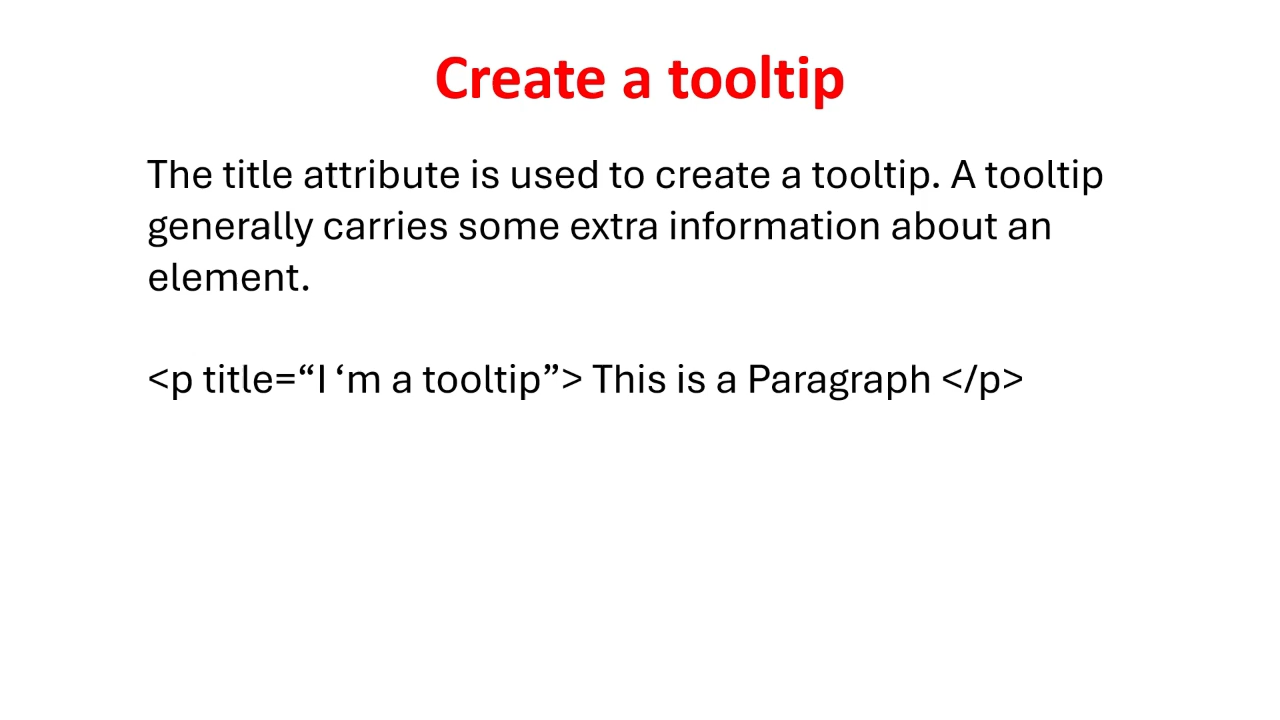 Create a tooltip
The title attribute is used to create a tooltip. A tooltip
generally carries some extra information about an
element.
<p title=“I ‘m a tooltip”> This is a Paragraph </p>